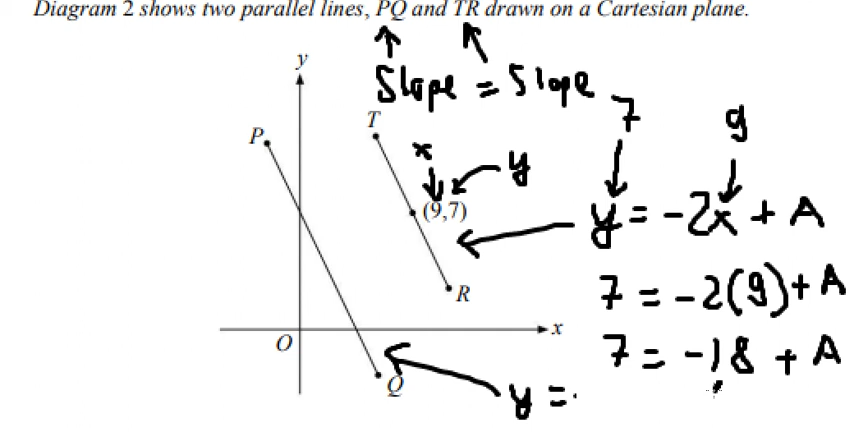 Diagram 2 shows two parallel lines, PQ and TR drawn on a Cartesian plane.
Slope = Slope
y
T
7
9
P
x
y
(9,7)
y = -2x + A
R
7 = -2(9) + A
x
O
7 = -18 + A
Q
y =